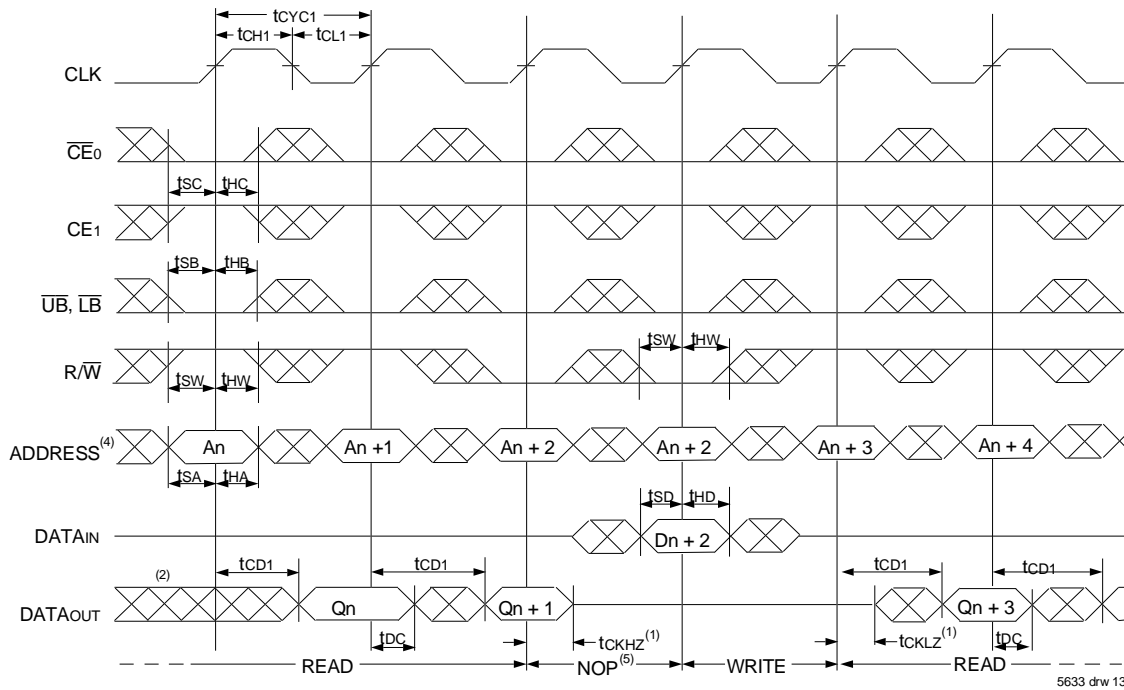 tCYC1
tCH1 tCL1
CLK
CE0
tSC tHC
CE1
tSB tHB
UB, LB
tSW tHW
R/W
tSW tHW
ADDRESS(4) An An +1 An + 2 An + 2 An + 3 An + 4
tSA tHA
tSD tHD
DATAIN Dn + 2
(2) tCD1 tCD1 tCD1 tCD1
DATAOUT Qn Qn + 1 Qn + 3
tDC tCKHZ(1) tCKLZ(1) tDC
READ NOP(5) WRITE READ
5633 drw 13